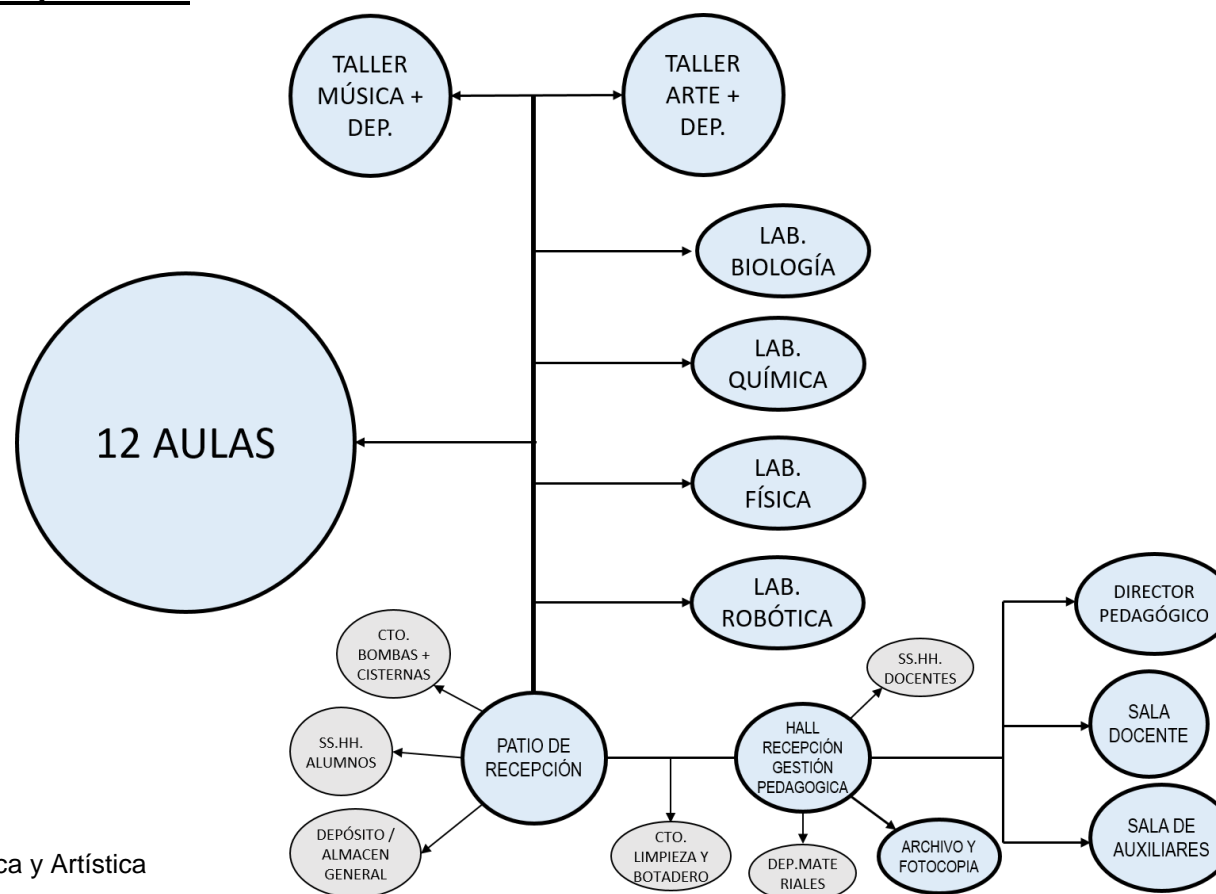 TALLER
MÚSICA +
DEP.
TALLER
ARTE +
DEP.
LAB.
BIOLOGÍA
LAB.
QUÍMICA
12 AULAS
LAB.
FÍSICA
LAB.
ROBÓTICA
DIRECTOR
PEDAGÓGICO
CTO.
BOMBAS +
CISTERNAS
SS.HH.
DOCENTES
SALA
DOCENTE
SS.HH.
ALUMNOS
PATIO DE
RECEPCIÓN
HALL
RECEPCIÓN
GESTIÓN
PEDAGOGICA
DEPÓSITO /
ALMACEN
GENERAL
CTO.
LIMPIEZA Y
BOTADERO
DEP.MATE
RIALES
ARCHIVO Y
FOTOCOPIA
SALA DE
AUXILIARES
ca y Artística